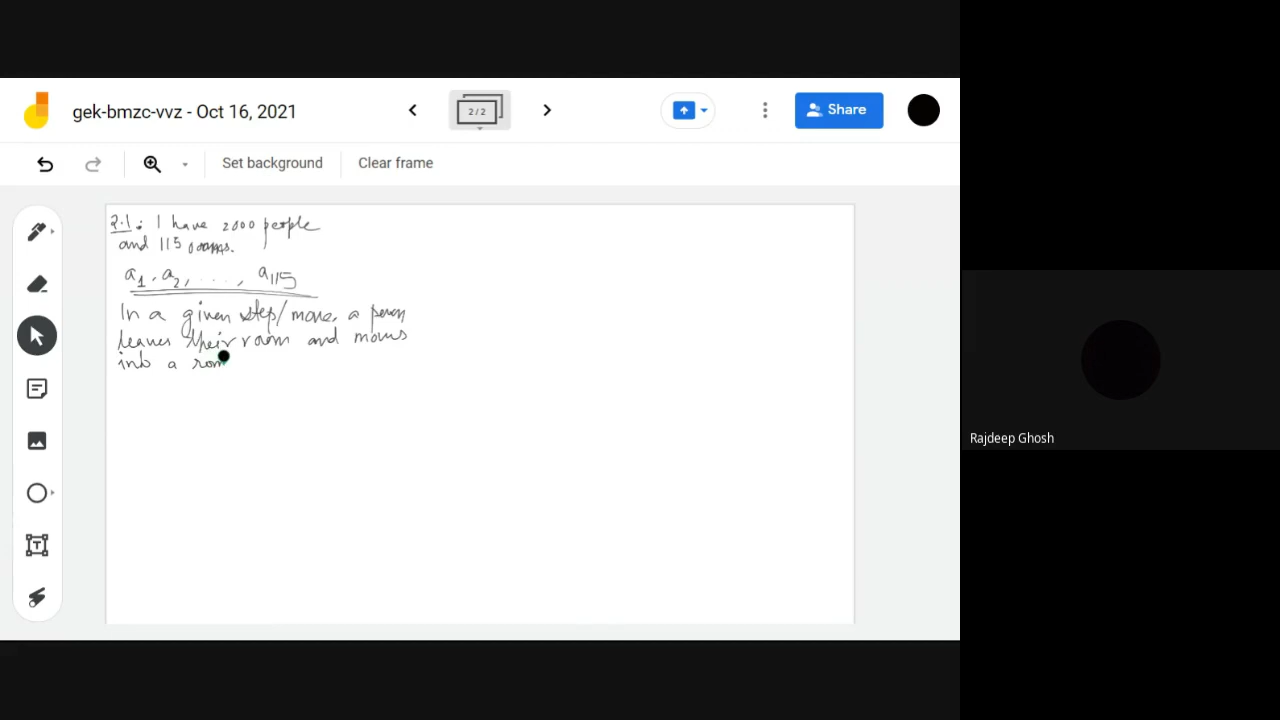 gek-bmzc-vvz - Oct 16, 2021
2/2
Share
Set background
Clear frame
Q.1: I have 2000 people
and 115 rooms.
a1, a2, ...., a115
In a given step/move, a person
leaves their room and moves
into a room
Rajdeep Ghosh